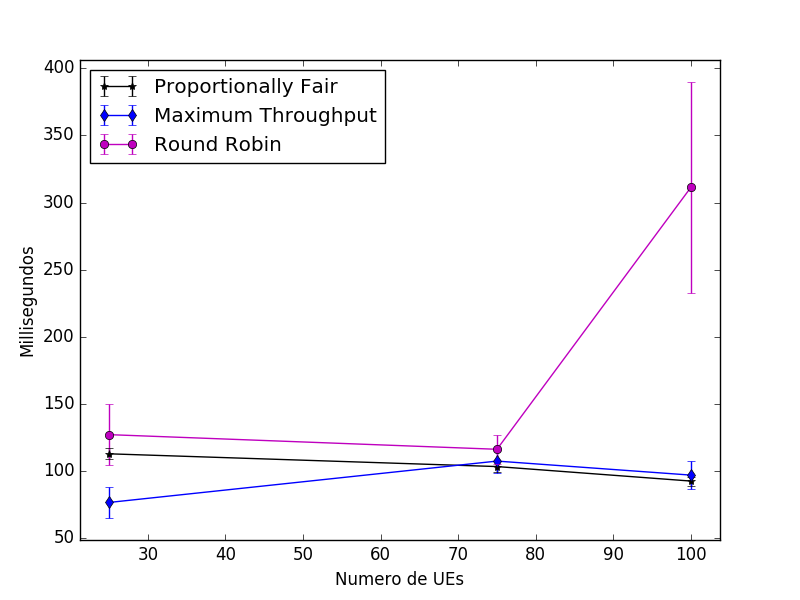 400
350
300
250
200
150
100
50
Millisegundos
Proportionally Fair
Maximum Throughput
Round Robin
30 40 50 60 70 80 90 100
Numero de UEs